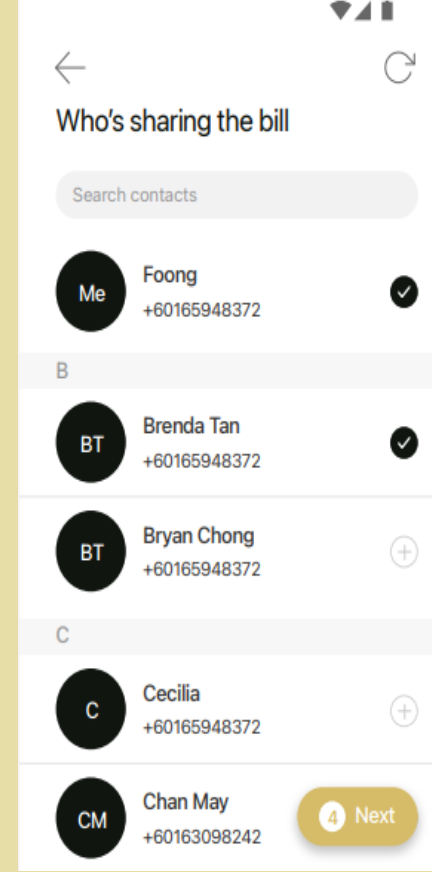 Who's sharing the bill
Search contacts
Me
Foong
+60165948372
B
BT
Brenda Tan
+60165948372
BT
Bryan Chong
+60165948372
C
C
Cecilia
+60165948372
CM
Chan May
+60163098242
4 Next